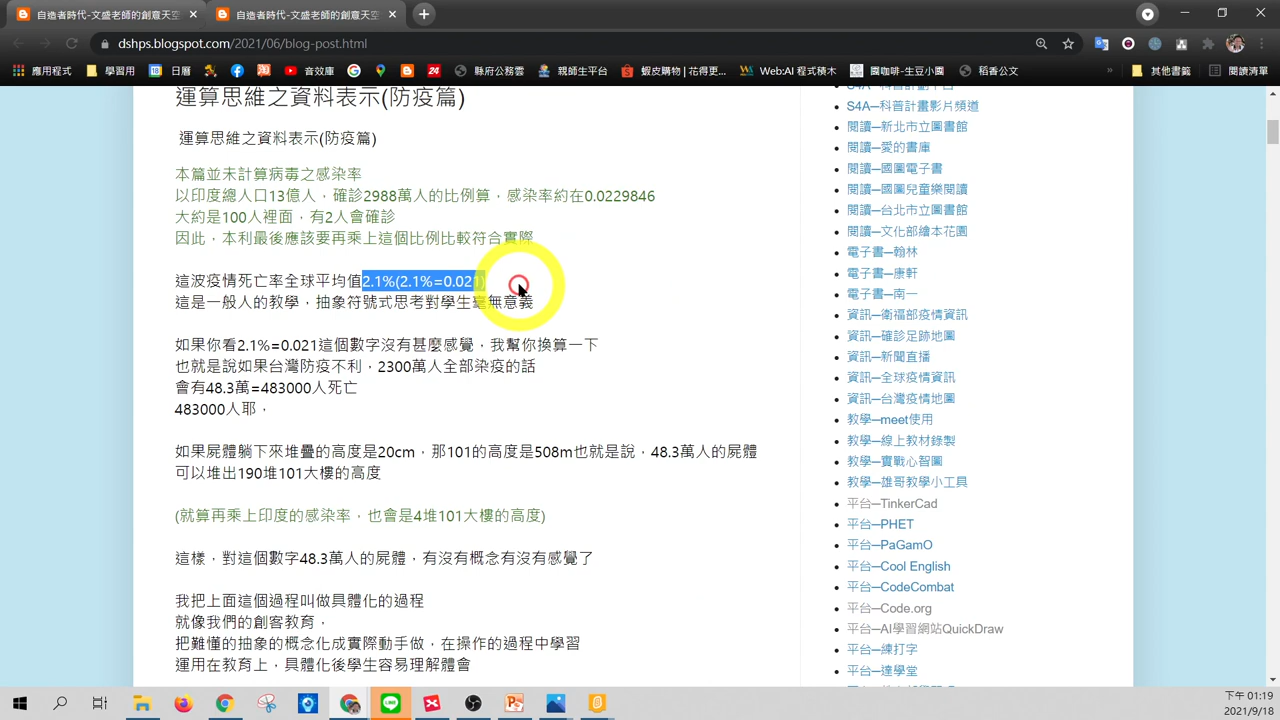 自造者時代-文盛老師的創意天空
自造者時代-文盛老師的創意天空
dshps.blogspot.com/2021/06/blog-post.html
應用程式
學習用
日曆
音效庫
縣府公務雲
親師生平台
蝦皮購物 | 花得更...
Web:AI 程式積木
國咖啡-生豆小園
稻香公文
»
其他書籤
閱讀清單
運算思維之資料表示(防疫篇)
運算思維之資料表示(防疫篇)
本篇並未計算病毒之感染率
以印度總人口13億人，確診2988萬人的比例算，感染率約在0.0229846
大約是100人裡面，有2人會確診
因此，本利最後應該要再乘上這個比例比較符合實際
這波疫情死亡率全球平均值2.1%(2.1%=0.021)
這是一般人的教學，抽象符號式思考對學生毫無意義
如果你看2.1%=0.021這個數字沒有甚麼感覺，我幫你換算一下
也就是說如果台灣防疫不利，2300萬人全部染疫的話
會有48.3萬=483000人死亡
483000人耶，
如果屍體躺下來堆疊的高度是20cm，那101的高度是508m也就是說，48.3萬人的屍體
可以堆出190堆101大樓的高度
(就算再乘上印度的感染率，也會是4堆101大樓的高度)
這樣，對這個數字48.3萬人的屍體，有沒有概念有沒有感覺了
我把上面這個過程叫做具體化的過程
就像我們的創客教育，
把難懂的抽象的概念化成實際動手做，在操作的過程中學習
運用在教育上，具體化後學生容易理解體會
S4A─科普計畫影片頻道
閱讀─新北市立圖書館
閱讀─愛的書庫
閱讀─國圖電子書
閱讀─國圖兒童樂閱讀
閱讀─台北市立圖書館
閱讀─文化部繪本花園
電子書─翰林
電子書─康軒
電子書─南一
資訊─衛福部疫情資訊
資訊─確診足跡地圖
資訊─新聞直播
資訊─全球疫情資訊
資訊─台灣疫情地圖
教學─meet使用
教學─線上教材錄製
教學─實戰心智圖
教學─雄哥教學小工具
平台─TinkerCad
平台─PHET
平台─PaGamO
平台─Cool English
平台─CodeCombat
平台─Code.org
平台─AI學習網站QuickDraw
平台─練打字
平台─達學堂
下午 01:19
2021/9/18